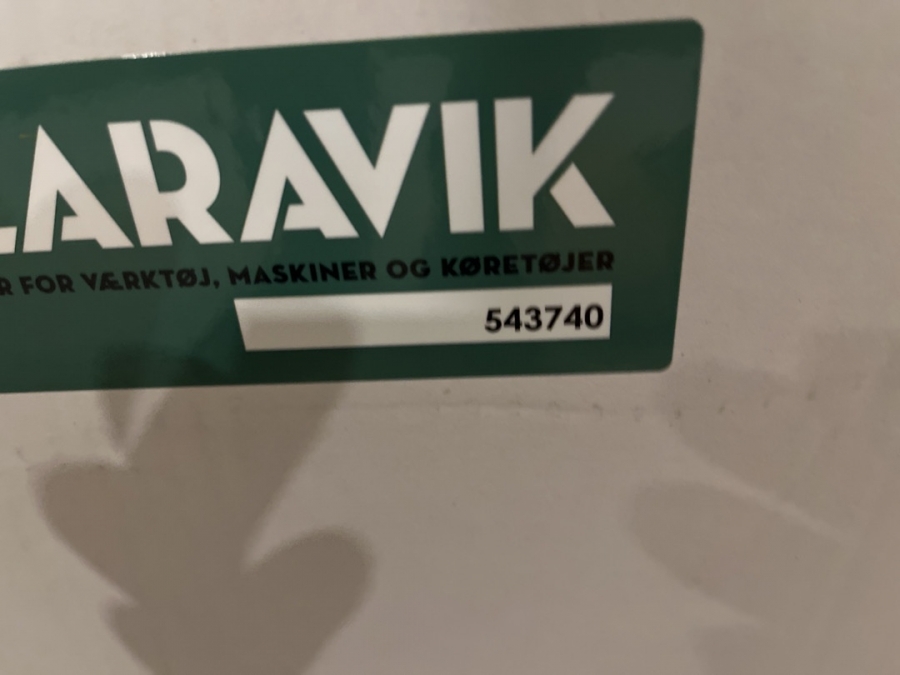 LARAVIK
R FOR VÆRKTØJ, MASKINER OG KØRETØJER
543740